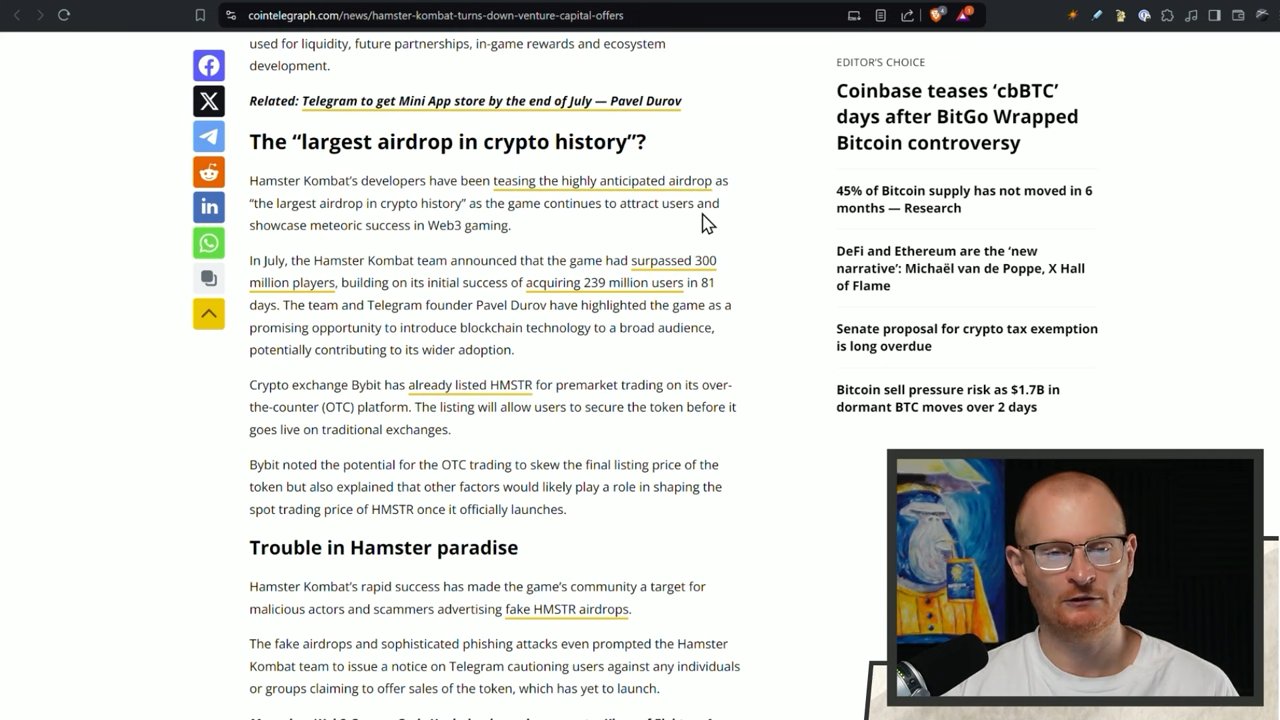 cointelegraph.com/news/hamster-kombat-turns-down-venture-capital-offers
used for liquidity, future partnerships, in-game rewards and ecosystem
development.
Related: Telegram to get Mini App store by the end of July — Pavel Durov
The “largest airdrop in crypto history”?
Hamster Kombat’s developers have been teasing the highly anticipated airdrop as
“the largest airdrop in crypto history” as the game continues to attract users and
showcase meteoric success in Web3 gaming.
In July, the Hamster Kombat team announced that the game had surpassed 300
million players, building on its initial success of acquiring 239 million users in 81
days. The team and Telegram founder Pavel Durov have highlighted the game as a
promising opportunity to introduce blockchain technology to a broad audience,
potentially contributing to its wider adoption.
Crypto exchange Bybit has already listed HMSTR for premarket trading on its over-
the-counter (OTC) platform. The listing will allow users to secure the token before it
goes live on traditional exchanges.
Bybit noted the potential for the OTC trading to skew the final listing price of the
token but also explained that other factors would likely play a role in shaping the
spot trading price of HMSTR once it officially launches.
Trouble in Hamster paradise
Hamster Kombat’s rapid success has made the game’s community a target for
malicious actors and scammers advertising fake HMSTR airdrops.
The fake airdrops and sophisticated phishing attacks even prompted the Hamster
Kombat team to issue a notice on Telegram cautioning users against any individuals
or groups claiming to offer sales of the token, which has yet to launch.
EDITOR’S CHOICE
Coinbase teases ‘cbBTC’
days after BitGo Wrapped
Bitcoin controversy
45% of Bitcoin supply has not moved in 6
months — Research
DeFi and Ethereum are the ‘new
narrative’: Michaël van de Poppe, X Hall
of Flame
Senate proposal for crypto tax exemption
is long overdue
Bitcoin sell pressure risk as $1.7B in
dormant BTC moves over 2 days